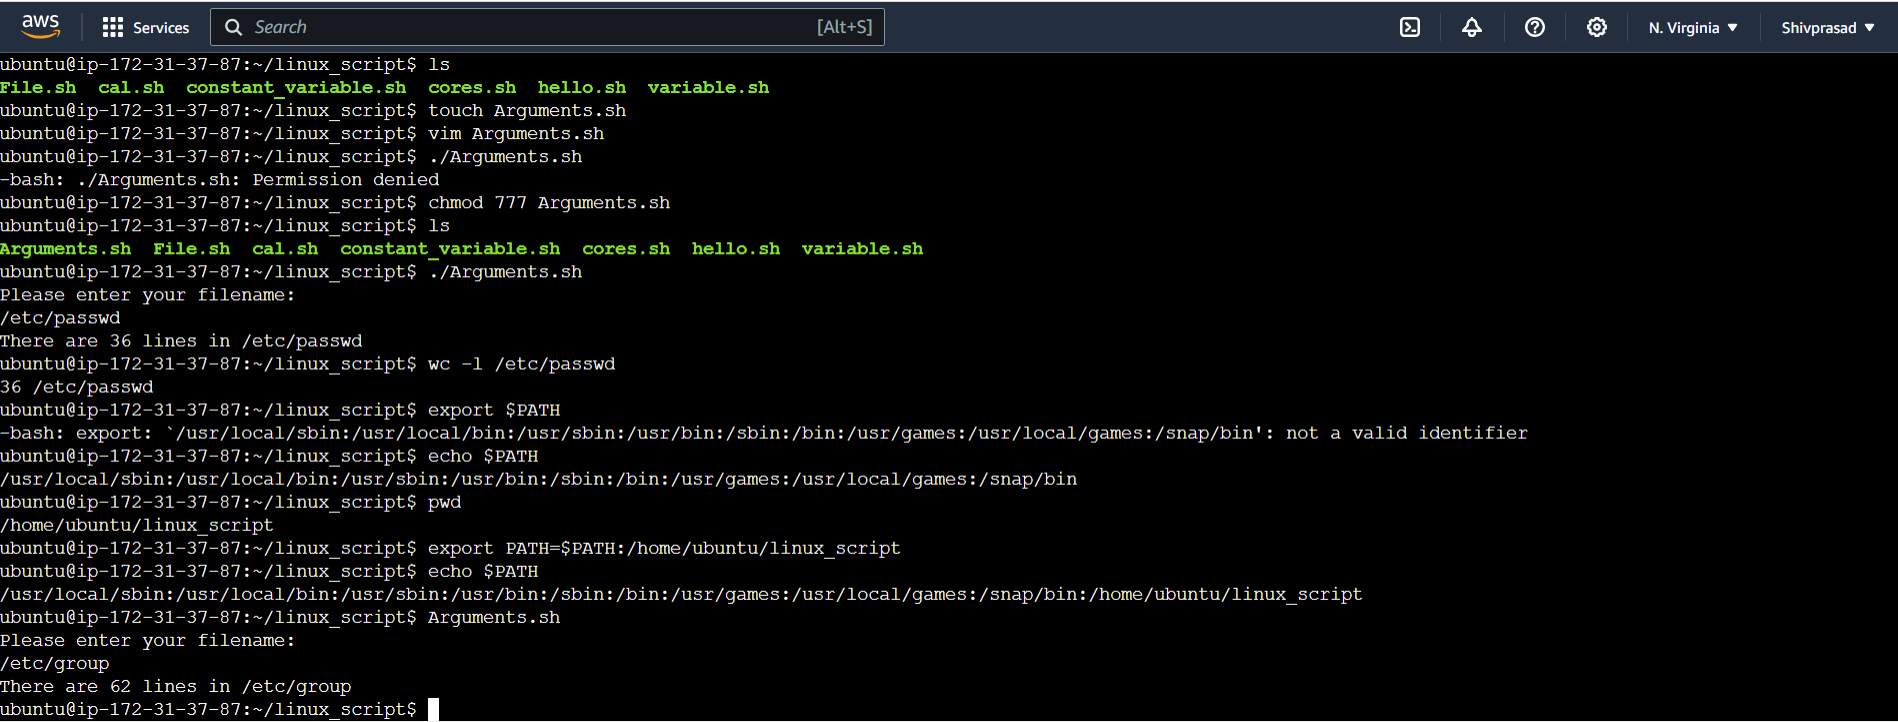 aws Services Search [Alt+S] N. Virginia Shivprasad
ubuntu@ip-172-31-37-87:~/linux_script$ ls
File.sh  cal.sh  constant_variable.sh  cores.sh  hello.sh  variable.sh
ubuntu@ip-172-31-37-87:~/linux_script$ touch Arguments.sh
ubuntu@ip-172-31-37-87:~/linux_script$ vim Arguments.sh
ubuntu@ip-172-31-37-87:~/linux_script$ ./Arguments.sh
-bash: ./Arguments.sh: Permission denied
ubuntu@ip-172-31-37-87:~/linux_script$ chmod 777 Arguments.sh
ubuntu@ip-172-31-37-87:~/linux_script$ ls
Arguments.sh  File.sh  cal.sh  constant_variable.sh  cores.sh  hello.sh  variable.sh
ubuntu@ip-172-31-37-87:~/linux_script$ ./Arguments.sh
Please enter your filename:
/etc/passwd
There are 36 lines in /etc/passwd
ubuntu@ip-172-31-37-87:~/linux_script$ wc -l /etc/passwd
36 /etc/passwd
ubuntu@ip-172-31-37-87:~/linux_script$ export $PATH
-bash: export: `/usr/local/sbin:/usr/local/bin:/usr/sbin:/usr/bin:/sbin:/bin:/usr/games:/usr/local/games:/snap/bin': not a valid identifier
ubuntu@ip-172-31-37-87:~/linux_script$ echo $PATH
/usr/local/sbin:/usr/local/bin:/usr/sbin:/usr/bin:/sbin:/bin:/usr/games:/usr/local/games:/snap/bin
ubuntu@ip-172-31-37-87:~/linux_script$ pwd
/home/ubuntu/linux_script
ubuntu@ip-172-31-37-87:~/linux_script$ export PATH=$PATH:/home/ubuntu/linux_script
ubuntu@ip-172-31-37-87:~/linux_script$ echo $PATH
/usr/local/sbin:/usr/local/bin:/usr/sbin:/usr/bin:/sbin:/bin:/usr/games:/usr/local/games:/snap/bin:/home/ubuntu/linux_script
ubuntu@ip-172-31-37-87:~/linux_script$ Arguments.sh
Please enter your filename:
/etc/group
There are 62 lines in /etc/group
ubuntu@ip-172-31-37-87:~/linux_script$